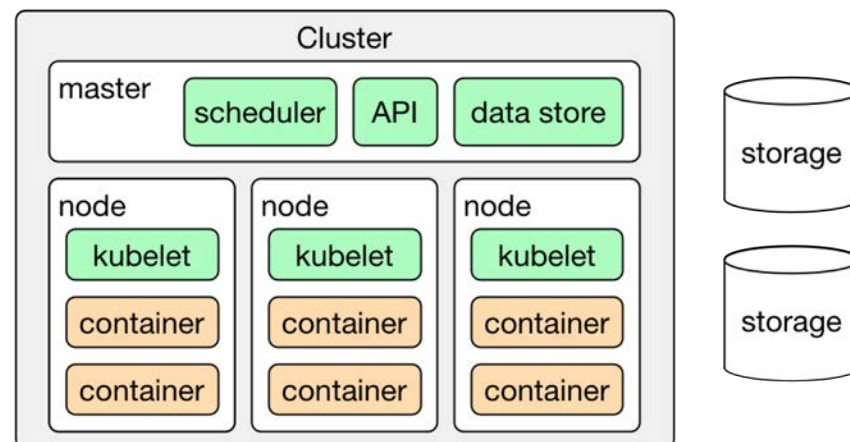 Cluster
master
scheduler
API
data store
node
kubelet
container
container
node
kubelet
container
container
node
kubelet
container
container
storage
storage